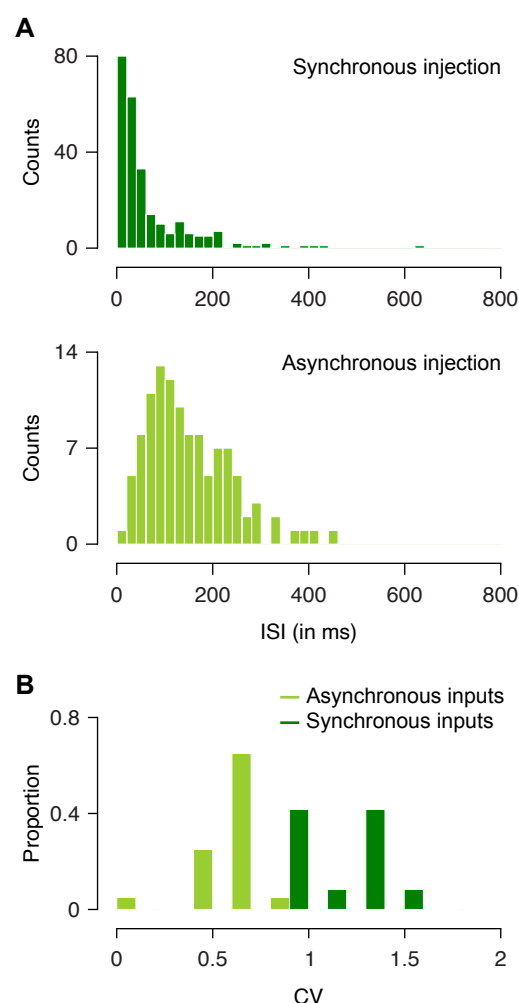 A
Synchronous injection
80
40
0
Counts
0 200 400 600 800
Asynchronous injection
14
7
0
Counts
0 200 400 600 800
ISI (in ms)
B
Asynchronous inputs
Synchronous inputs
0.8
0.4
0
Proportion
0 0.5 1 1.5 2
CV